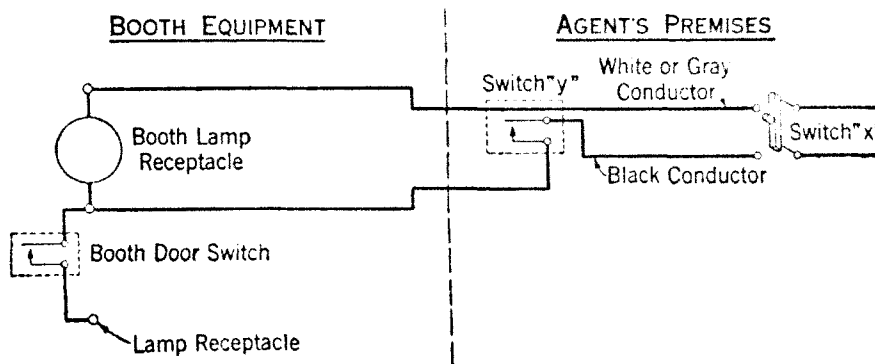 BOOTH EQUIPMENT
AGENT'S PREMISES
Switch"y"
White or Gray
Conductor
Booth Lamp
Receptacle
Switch"x"
Black Conductor
Booth Door Switch
Lamp Receptacle